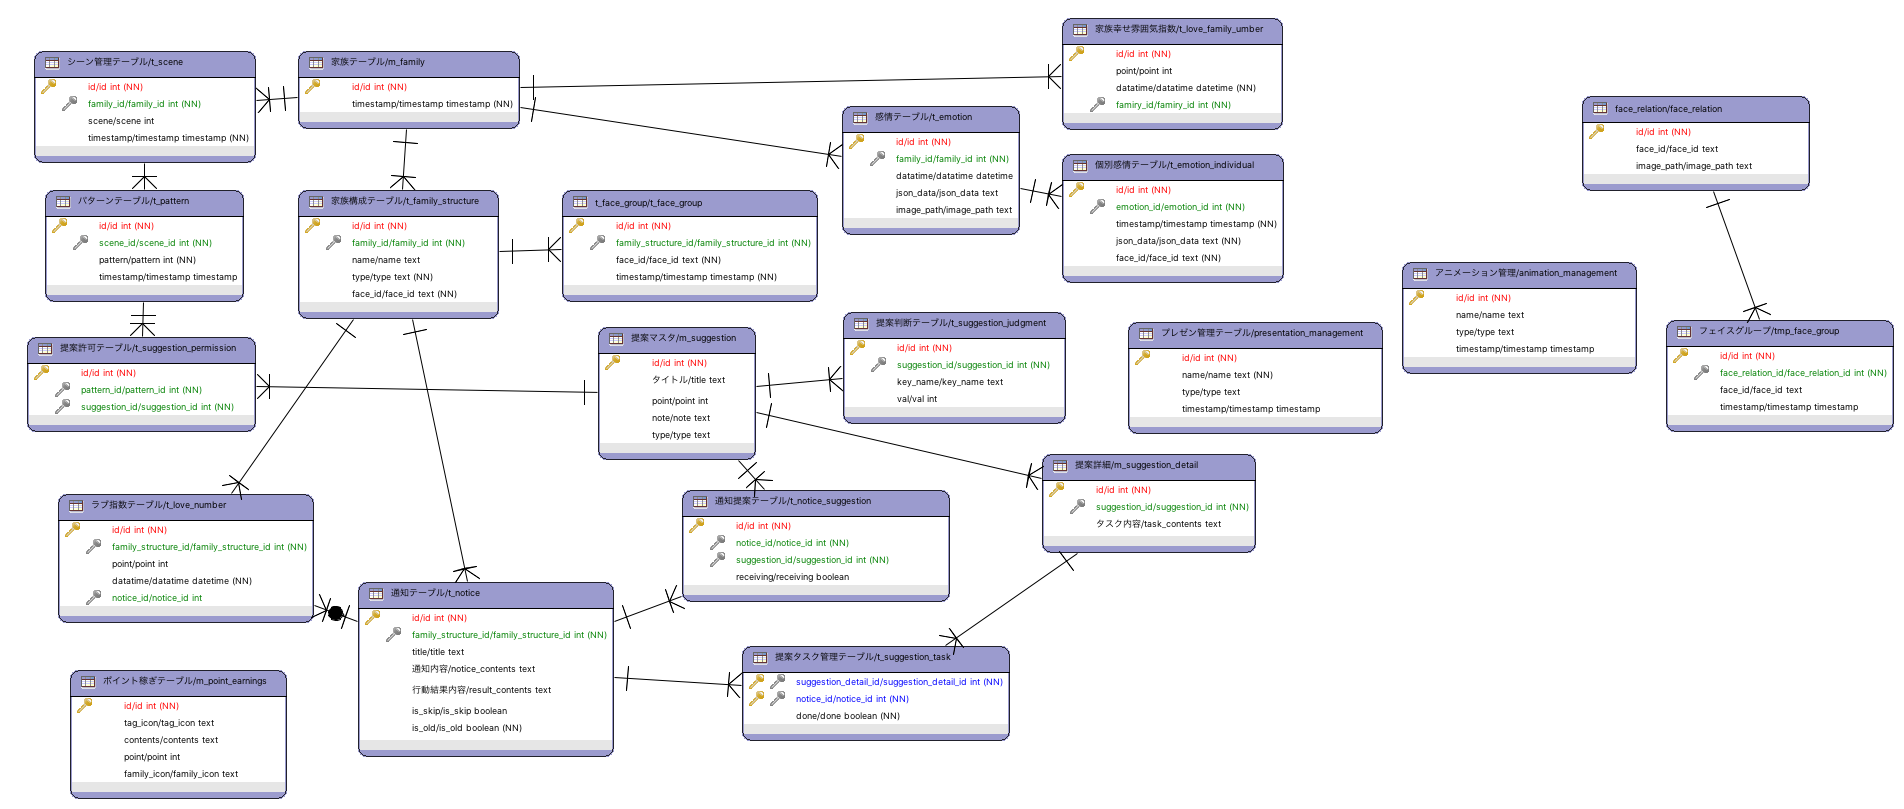 シーン管理テーブル/t_scene
id/id int (NN)
family_id/family_id int (NN)
scene/scene int
timestamp/timestamp timestamp (NN)
家族テーブル/m_family
id/id int (NN)
timestamp/timestamp timestamp (NN)
家族幸せ雰囲気指数/t_love_family_umber
id/id int (NN)
point/point int
datatime/datatime datetime (NN)
famiry_id/famiry_id int (NN)
感情テーブル/t_emotion
id/id int (NN)
family_id/family_id int (NN)
datatime/datatime datetime
json_data/json_data text
image_path/image_path text
face_relation/face_relation
id/id int (NN)
face_id/face_id text
image_path/image_path text
個別感情テーブル/t_emotion_individual
id/id int (NN)
emotion_id/emotion_id int (NN)
timestamp/timestamp timestamp (NN)
json_data/json_data text (NN)
face_id/face_id text (NN)
パターンテーブル/t_pattern
id/id int (NN)
scene_id/scene_id int (NN)
pattern/pattern int (NN)
timestamp/timestamp timestamp
家族構成テーブル/t_family_structure
id/id int (NN)
family_id/family_id int (NN)
name/name text
type/type text (NN)
face_id/face_id text (NN)
t_face_group/t_face_group
id/id int (NN)
family_structure_id/family_structure_id int (NN)
face_id/face_id text (NN)
timestamp/timestamp timestamp (NN)
アニメーション管理/animation_management
id/id int (NN)
name/name text
type/type text
timestamp/timestamp timestamp
提案許可テーブル/t_suggestion_permission
id/id int (NN)
pattern_id/pattern_id int (NN)
suggestion_id/suggestion_id int (NN)
提案マスタ/m_suggestion
id/id int (NN)
タイトル/title text
point/point int
note/note text
type/type text
提案判断テーブル/t_suggestion_judgment
id/id int (NN)
suggestion_id/suggestion_id int (NN)
key_name/key_name text
val/val int
プレゼン管理テーブル/presentation_management
id/id int (NN)
name/name text (NN)
type/type text
timestamp/timestamp timestamp
フェイスグループ/tmp_face_group
id/id int (NN)
face_relation_id/face_relation_id int (NN)
face_id/face_id text
timestamp/timestamp timestamp
提案詳細/m_suggestion_detail
id/id int (NN)
suggestion_id/suggestion_id int (NN)
タスク内容/task_contents text
ラブ指数テーブル/t_love_number
id/id int (NN)
family_structure_id/family_structure_id int (NN)
point/point int
datatime/datatime datetime (NN)
notice_id/notice_id int
通知提案テーブル/t_notice_suggestion
id/id int (NN)
notice_id/notice_id int (NN)
suggestion_id/suggestion_id int (NN)
receiving/receiving boolean
通知テーブル/t_notice
id/id int (NN)
family_structure_id/family_structure_id int (NN)
title/title text
通知内容/notice_contents text
行動結果内容/result_contents text
is_skip/is_skip boolean
is_old/is_old boolean (NN)
提案タスク管理テーブル/t_suggestion_task
suggestion_detail_id/suggestion_detail_id int (NN)
notice_id/notice_id int (NN)
done/done boolean (NN)
ポイント稼ぎテーブル/m_point_earnings
id/id int (NN)
tag_icon/tag_icon text
contents/contents text
point/point int
family_icon/family_icon text